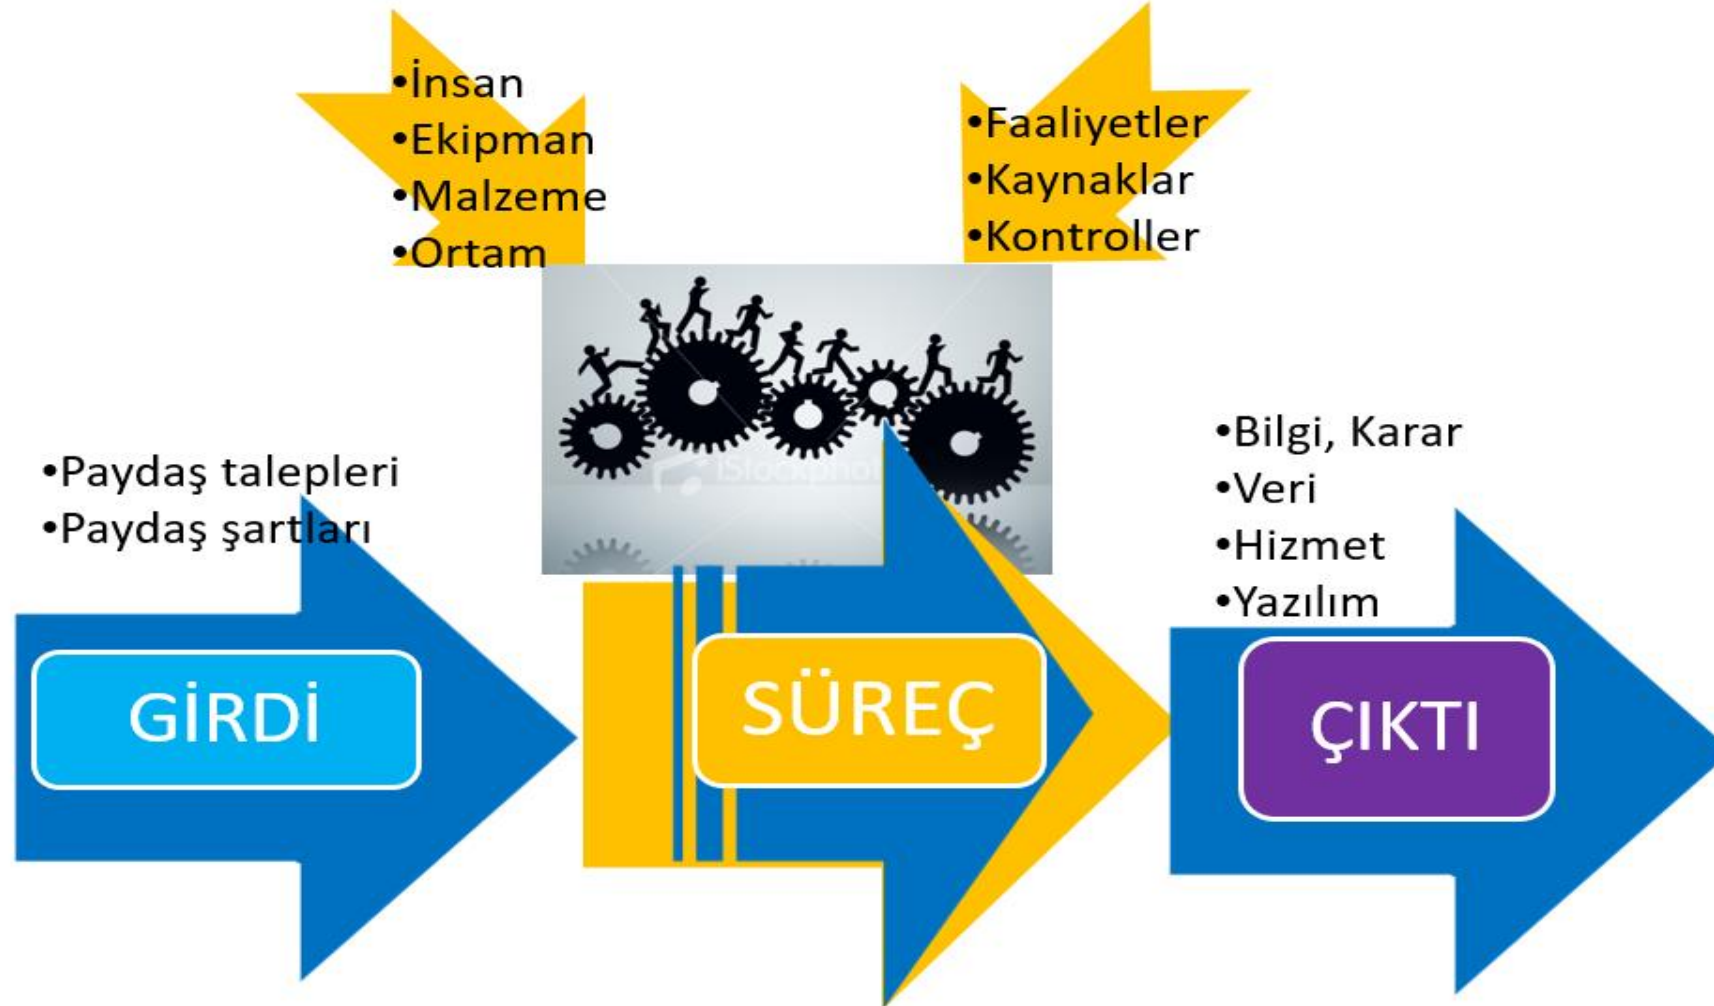 •İnsan
•Ekipman
•Malzeme
•Ortam
•Faaliyetler
•Kaynaklar
•Kontroller
•Paydaş talepleri
•Paydaş şartları
•Bilgi, Karar
•Veri
•Hizmet
•Yazılım
GİRDİ
SÜREÇ
ÇIKTI